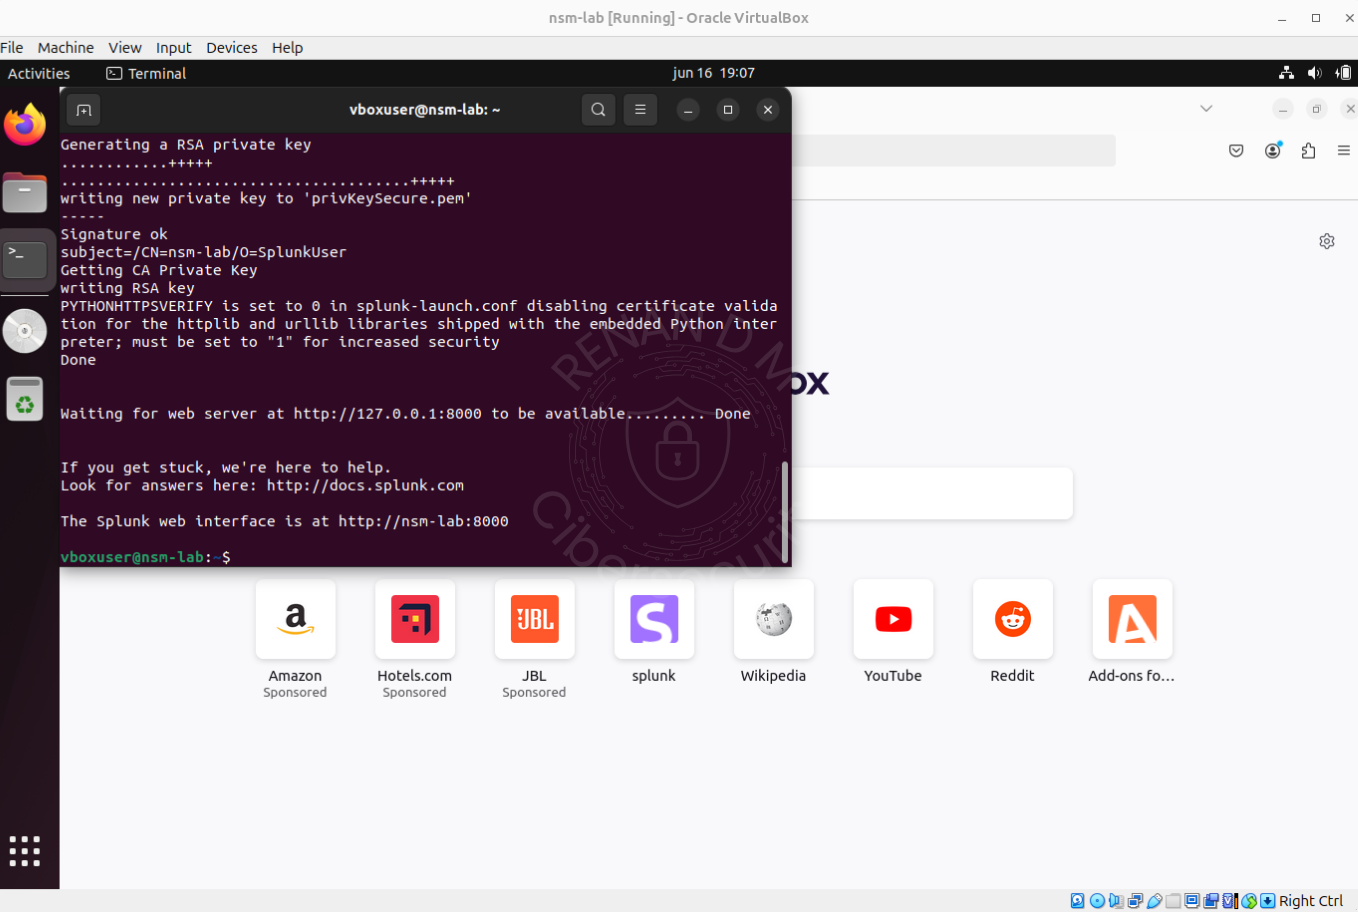 nsm-lab [Running] - Oracle VirtualBox
File Machine View Input Devices Help
Activities Terminal jun 16 19:07
vboxuser@nsm-lab: ~
Generating a RSA private key
............+++++
.......................................+++++
writing new private key to 'privKeySecure.pem'
-----
Signature ok
subject=/CN=nsm-lab/O=SplunkUser
Getting CA Private Key
writing RSA key
PYTHONHTTPSVERIFY is set to 0 in splunk-launch.conf disabling certificate valida
tion for the httplib and urllib libraries shipped with the embedded Python inter
preter; must be set to "1" for increased security
Done
Waiting for web server at http://127.0.0.1:8000 to be available......... Done
If you get stuck, we're here to help.
Look for answers here: http://docs.splunk.com
The Splunk web interface is at http://nsm-lab:8000
vboxuser@nsm-lab:~$
RENAN D M
ox
a
JBL
S
A
Amazon Hotels.com JBL splunk Wikipedia YouTube Reddit Add-ons fo…
Sponsored Sponsored Sponsored
Right Ctrl